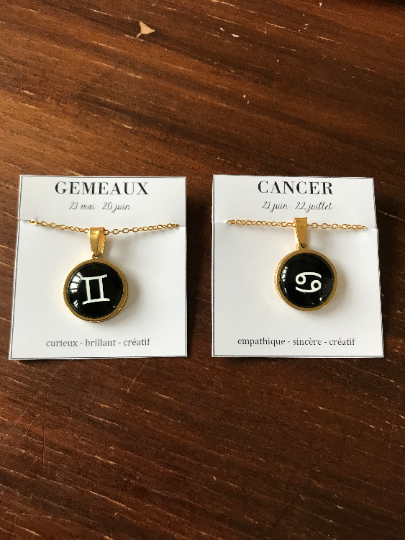 GEMEAUX
21 mai - 20 juin
curieux - brillant - créatif
CANCER
21 juin - 22 juillet
empathique - sincère - créatif